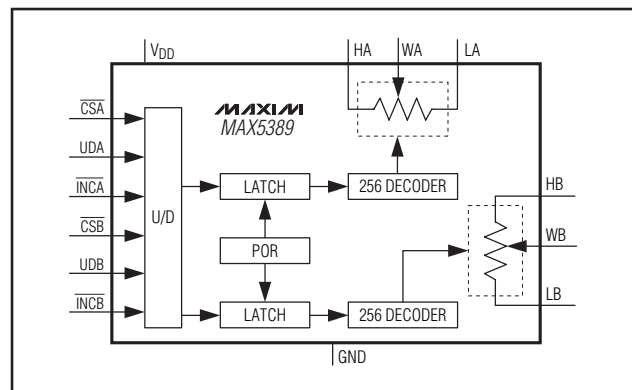 VDD
HA WA LA
CSA
UDA
INCA
CSB
UDB
INCB
U/D
MAXIM
MAX5389
LATCH
256 DECODER
POR
LATCH
256 DECODER
HB
WB
LB
GND